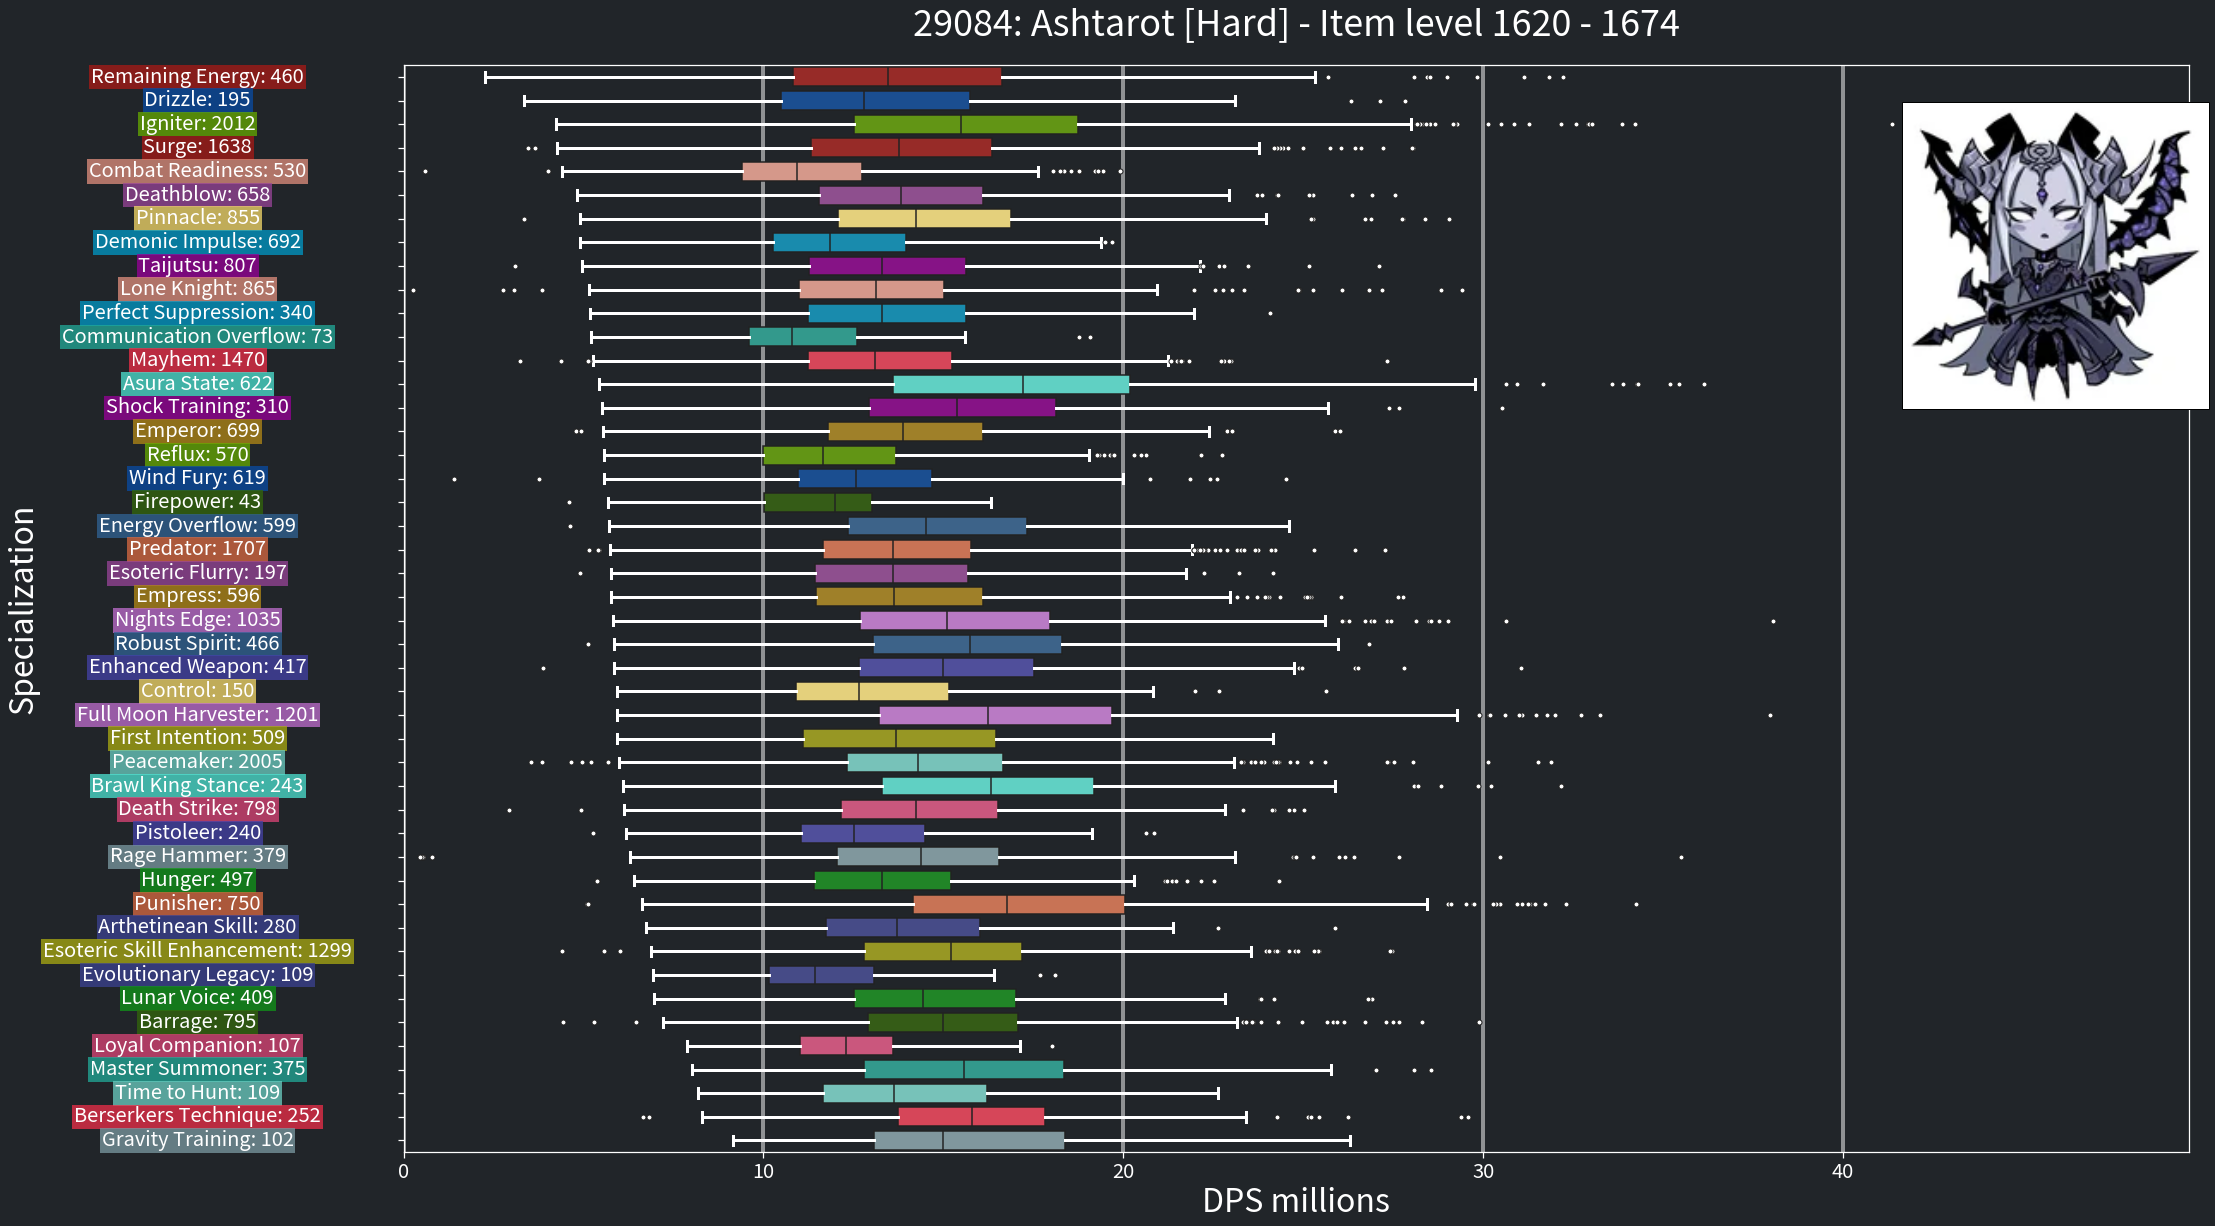 29084: Ashtarot [Hard] - Item level 1620 - 1674
Specialization
Remaining Energy: 460
Drizzle: 195
Igniter: 2012
Surge: 1638
Combat Readiness: 530
Deathblow: 658
Pinnacle: 855
Demonic Impulse: 692
Taijutsu: 807
Lone Knight: 865
Perfect Suppression: 340
Communication Overflow: 73
Mayhem: 1470
Asura State: 622
Shock Training: 310
Emperor: 699
Reflux: 570
Wind Fury: 619
Firepower: 43
Energy Overflow: 599
Predator: 1707
Esoteric Flurry: 197
Empress: 596
Nights Edge: 1035
Robust Spirit: 466
Enhanced Weapon: 417
Control: 150
Full Moon Harvester: 1201
First Intention: 509
Peacemaker: 2005
Brawl King Stance: 243
Death Strike: 798
Pistoleer: 240
Rage Hammer: 379
Hunger: 497
Punisher: 750
Arthetinean Skill: 280
Esoteric Skill Enhancement: 1299
Evolutionary Legacy: 109
Lunar Voice: 409
Barrage: 795
Loyal Companion: 107
Master Summoner: 375
Time to Hunt: 109
Berserkers Technique: 252
Gravity Training: 102
0 10 20 30 40
DPS millions